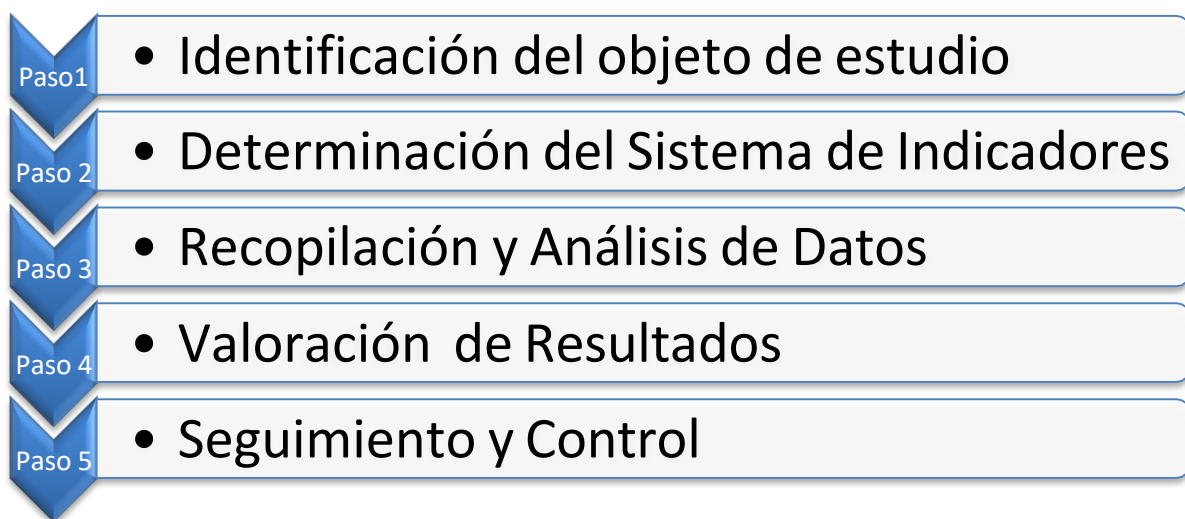 Paso1
• Identificación del objeto de estudio
Paso 2
• Determinación del Sistema de Indicadores
Paso 3
• Recopilación y Análisis de Datos
Paso 4
• Valoración de Resultados
Paso 5
• Seguimiento y Control